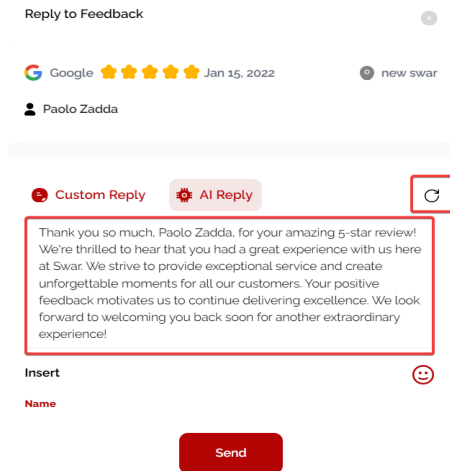 Reply to Feedback
Google Jan 15, 2022 new swar
Paolo Zadda
Custom Reply AI Reply
Thank you so much, Paolo Zadda, for your amazing 5-star review!
We're thrilled to hear that you had a great experience with us here
at Swar. We strive to provide exceptional service and create
unforgettable moments for all our customers. Your positive
feedback motivates us to continue delivering excellence. We look
forward to welcoming you back soon for another extraordinary
experience!
Insert
Name
Send